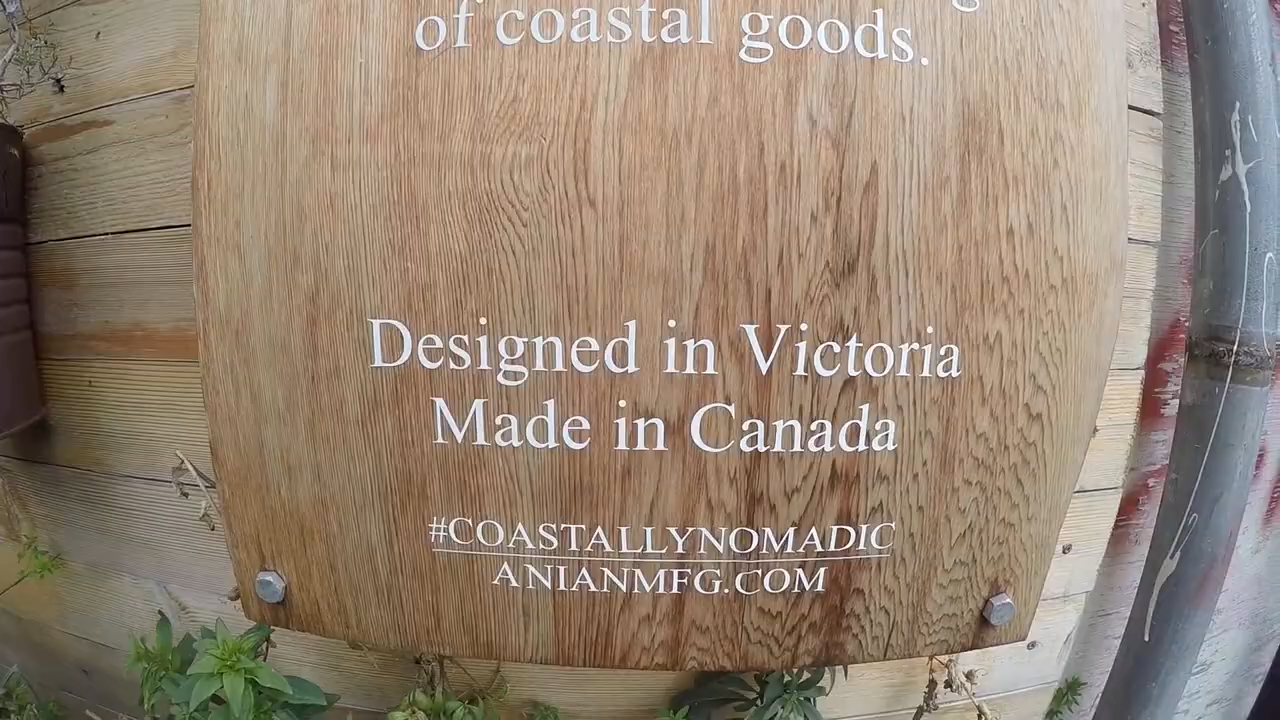 of coastal goods.
Designed in Victoria
Made in Canada
#COASTALLYNOMADIC
ANIANMFG.COM